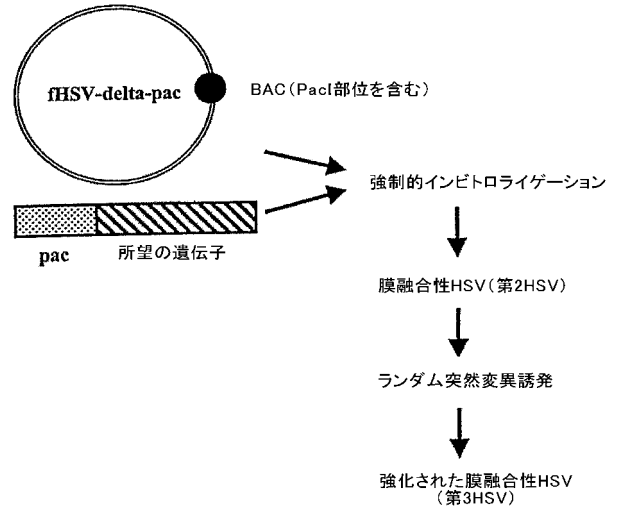 fHSV-delta-pac
BAC(PacI部位を含む)
強制的インビトロライゲーション
pac
所望の遺伝子
膜融合性HSV(第2HSV)
ランダム突然変異誘発
強化された膜融合性HSV
(第3HSV)